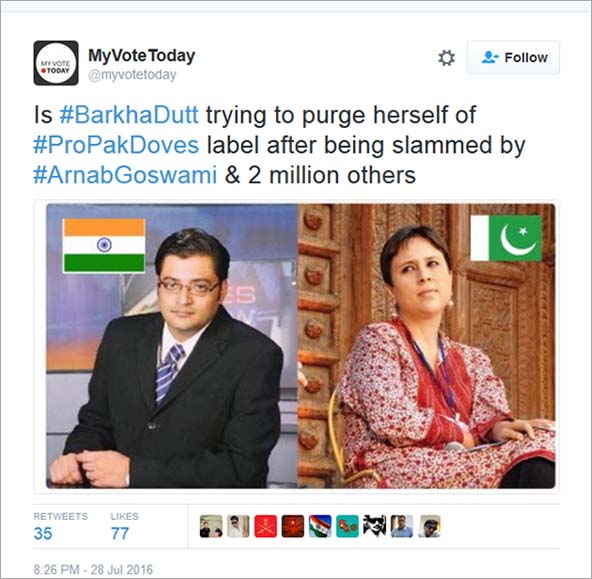 MY VOTE
TODAY
MyVoteToday
@myvotetoday
Follow
Is #BarkhaDutt trying to purge herself of
#ProPakDoves label after being slammed by
#ArnabGoswami & 2 million others
ES
RETWEETS
LIKES
35
77
8:26 PM - 28 Jul 2016